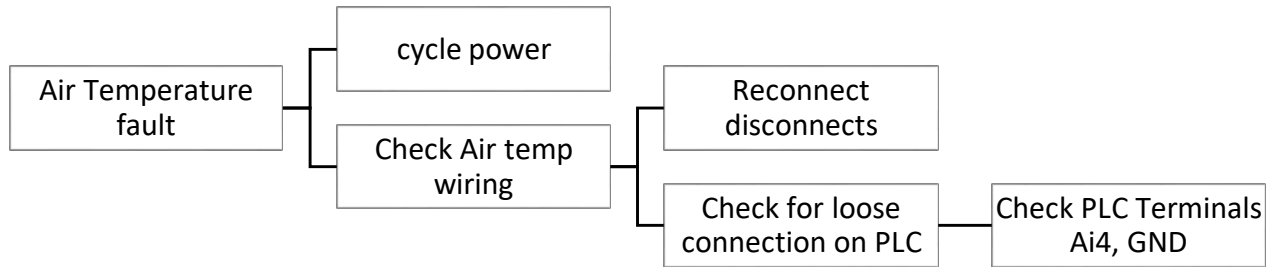 Air Temperature
fault
cycle power
Check Air temp
wiring
Reconnect
disconnects
Check for loose
connection on PLC
Check PLC Terminals
Ai4, GND